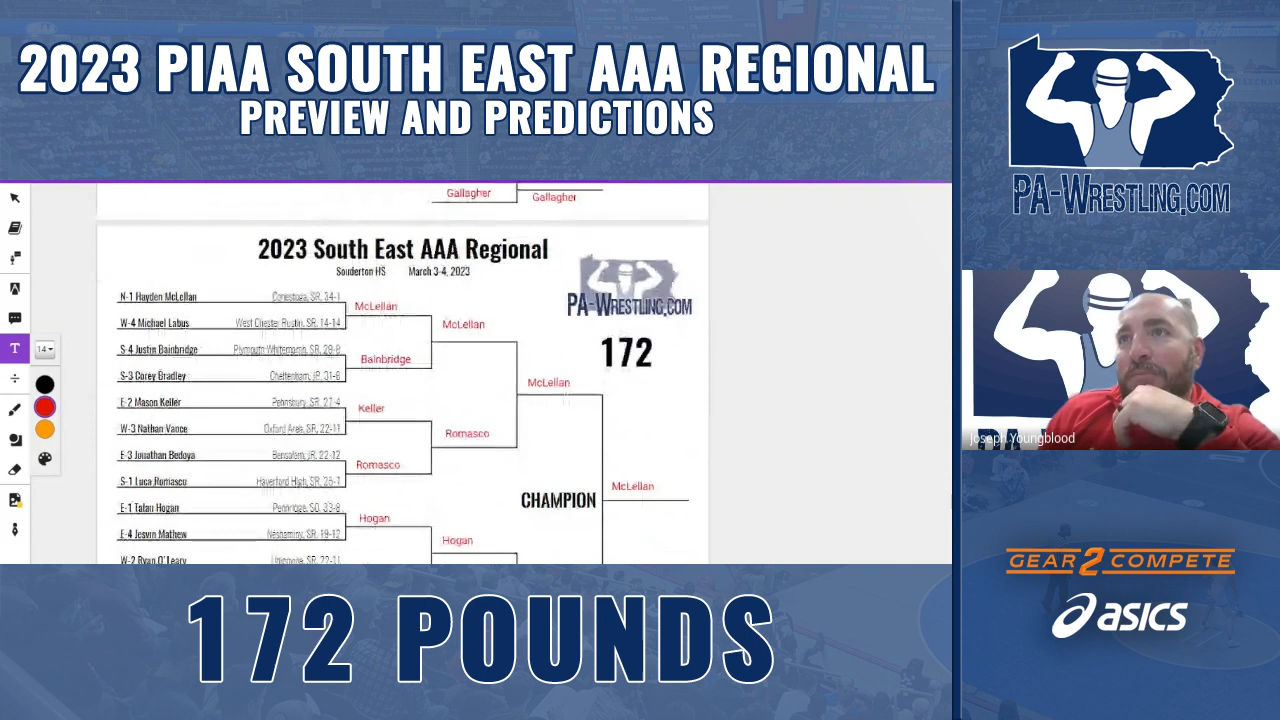 2023 PIAA SOUTH EAST AAA REGIONAL
PREVIEW AND PREDICTIONS
Gallagher
Gallagher
2023 South East AAA Regional
Souderton HS March 3-4, 2023
PA-WRESTLING.COM
172
N-1 Hayden McLellan Conestoga, SR, 34-1
McLellan
W-4 Michael Labus West Chester Rustin, SR, 14-14
McLellan
S-4 Justin Bainbridge Plymouth Whitemarsh, SR, 28-8
Bainbridge
S-3 Corey Bradley Cheltenham, JR, 31-6
McLellan
E-2 Mason Keller Pennsbury, SR, 27-4
Keller
W-3 Nathan Vance Oxford Area, SR, 22-11
Romasco
E-3 Jonathan Bedoya Bensalem, JR, 22-12
Romasco
S-1 Luca Romasco Haverford High, SR, 26-7
McLellan
CHAMPION
E-1 Talan Hogan Pennridge, SO, 33-8
Hogan
E-4 Jesvin Mathew Neshaminy, SR, 19-12
Hogan
W-2 Ryan O'Leary
14
172 POUNDS
PA-WRESTLING.COM
Joseph Youngblood
PA
GEAR 2 COMPETE
asics